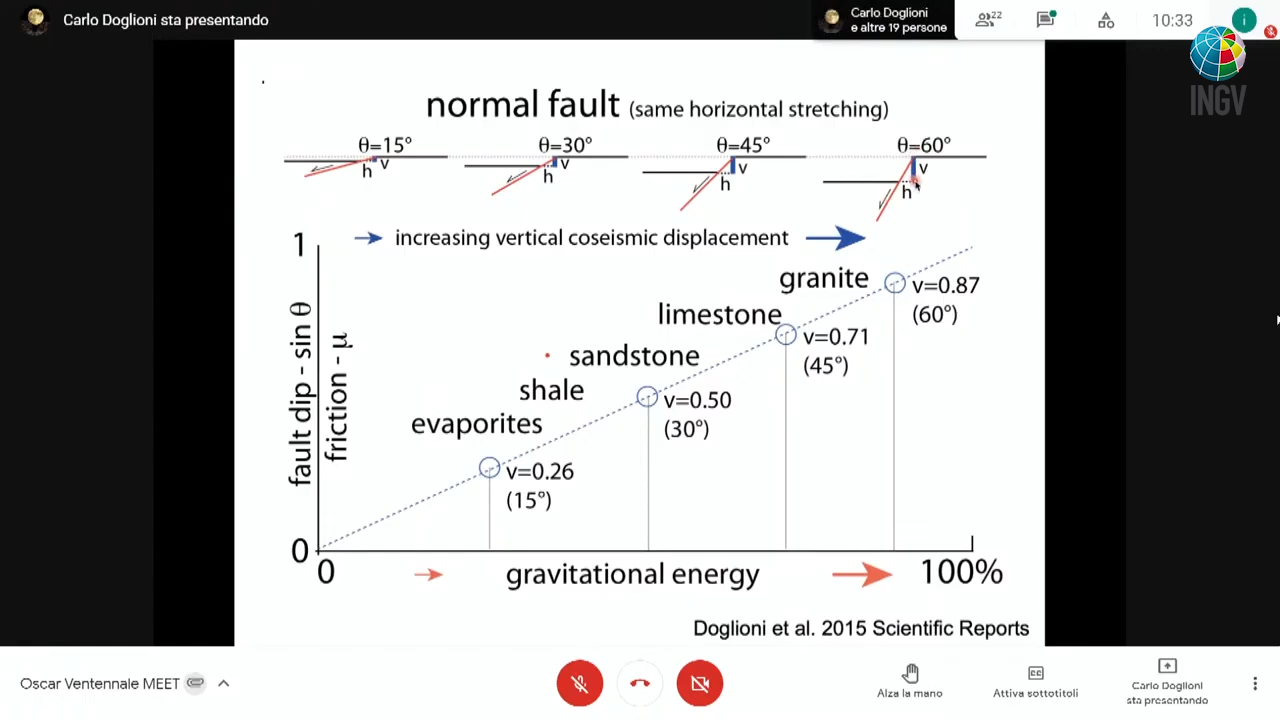 Carlo Doglioni sta presentando
Carlo Doglioni
e altre 19 persone
22
10:33
i
INGV
normal fault (same horizontal stretching)
θ=15°
θ=30°
θ=45°
θ=60°
h v
h v
h v
h v
increasing vertical coseismic displacement
1
granite
v=0.87
(60°)
limestone
v=0.71
(45°)
sandstone
shale
v=0.50
(30°)
evaporites
v=0.26
(15°)
fault dip - sin θ
friction - μ
0
0
gravitational energy
100%
Doglioni et al. 2015 Scientific Reports
Oscar Ventennale MEET
Alza la mano
CC
Attiva sottotitoli
Carlo Doglioni
sta presentando